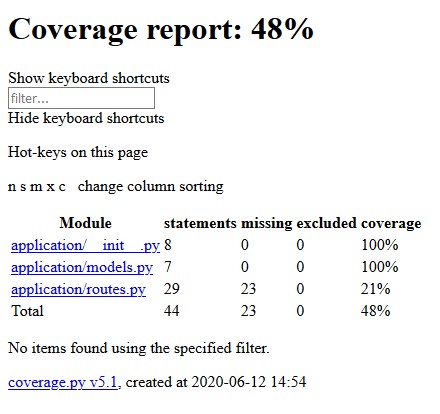 Coverage report: 48%
Show keyboard shortcuts
filter...
Hide keyboard shortcuts
Hot-keys on this page
n s m x c change column sorting
Module statements missing excluded coverage
application/__init__.py 8 0 0 100%
application/models.py 7 0 0 100%
application/routes.py 29 23 0 21%
Total 44 23 0 48%
No items found using the specified filter.
coverage.py v5.1, created at 2020-06-12 14:54